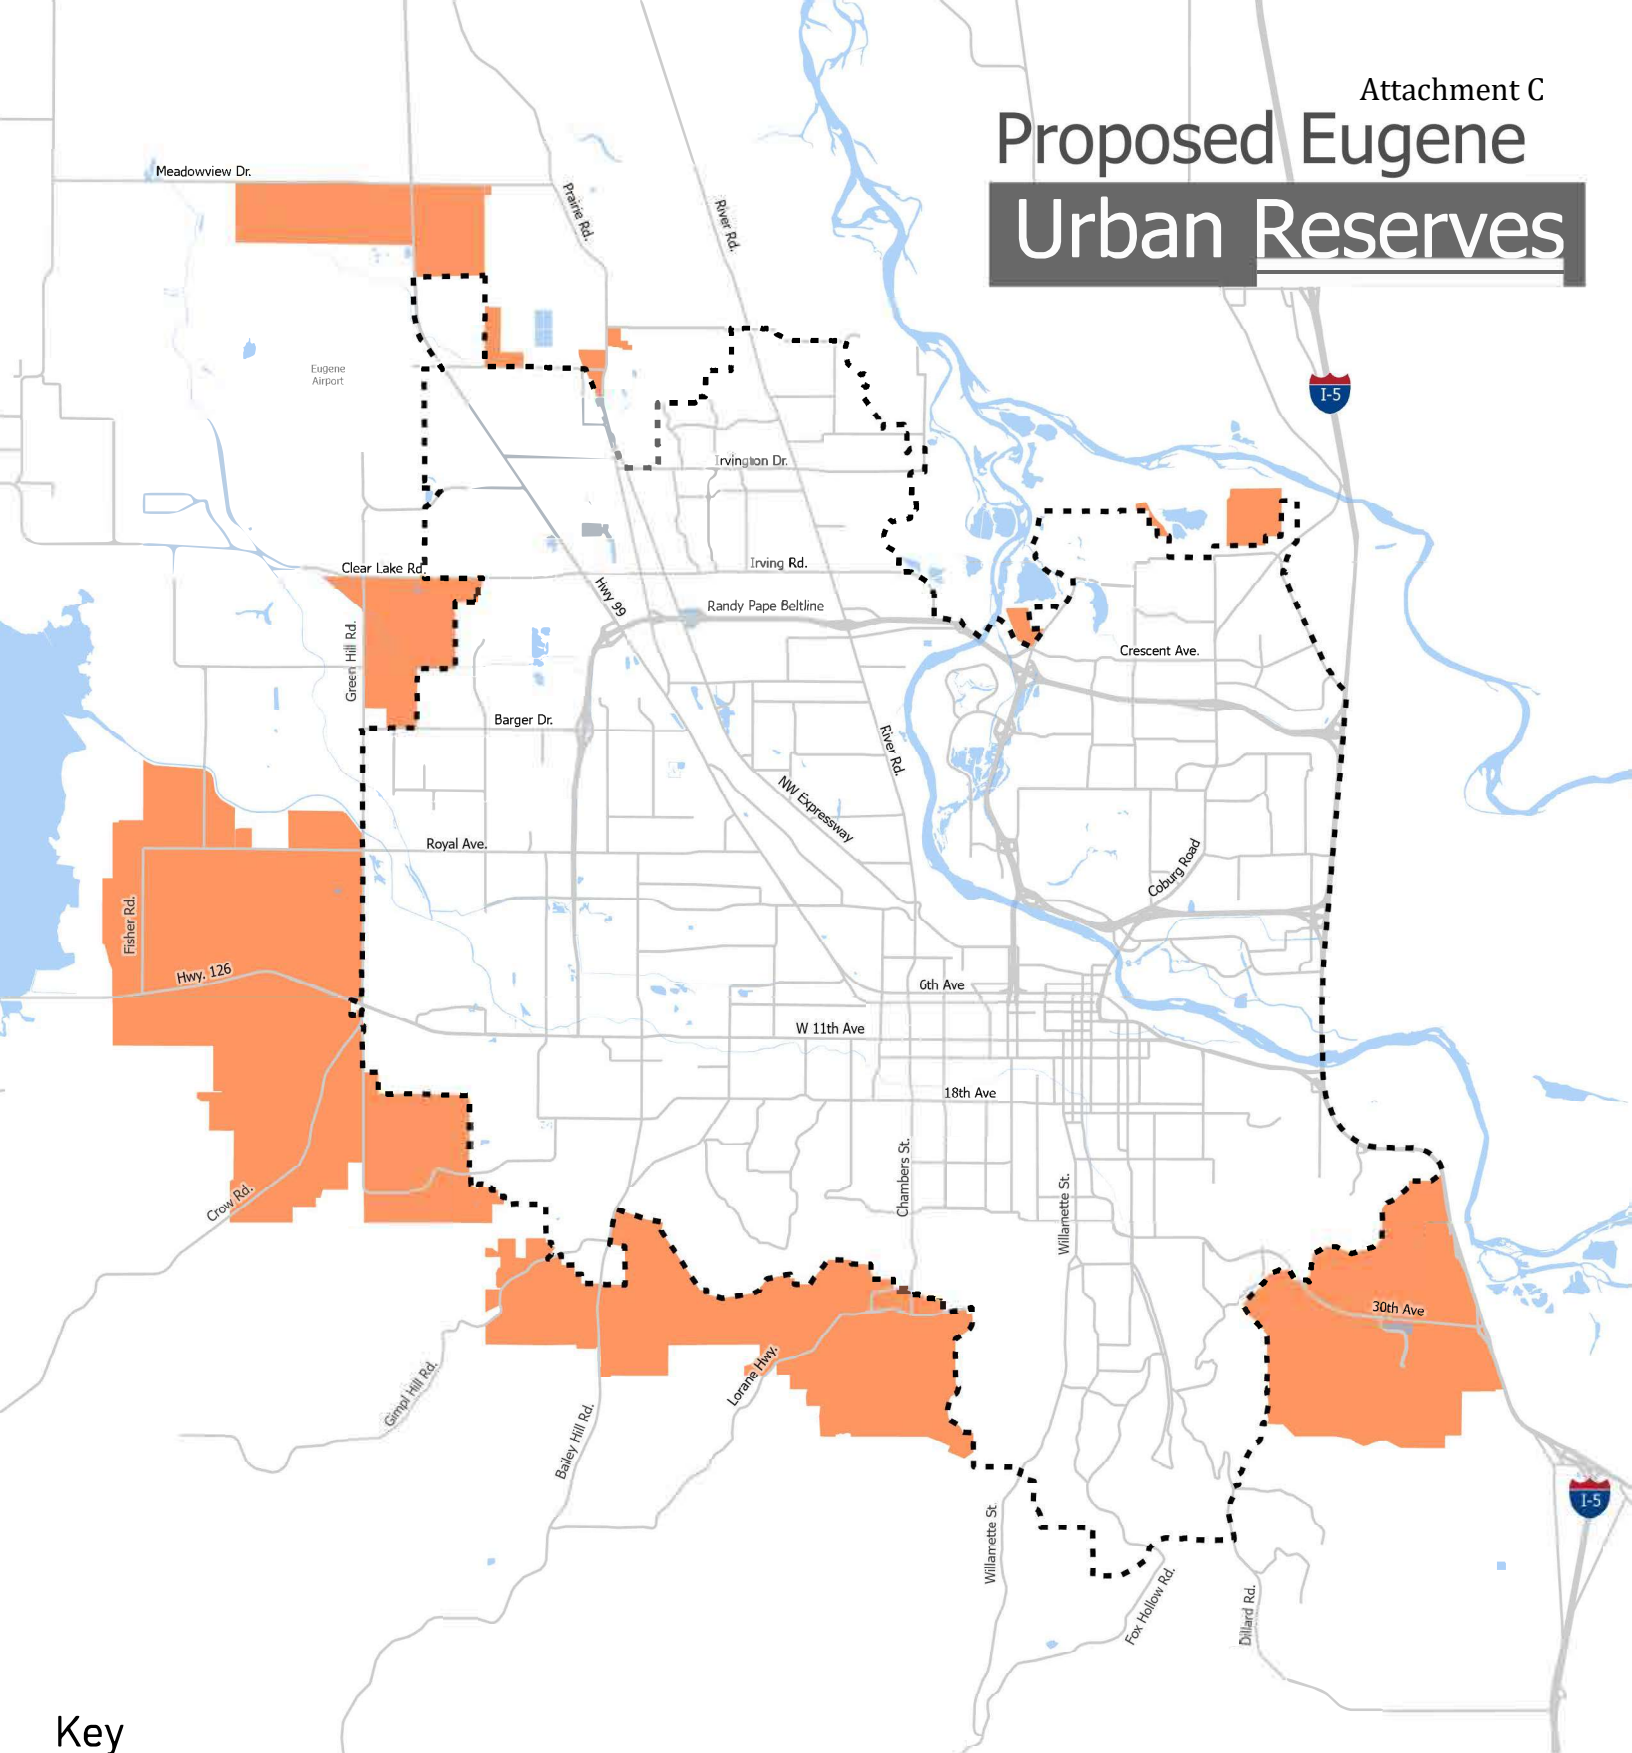 Attachment C
Proposed Eugene
Urban Reserves
Meadowview Dr.
Prairie Rd.
River Rd.
Eugene
Airport
I-5
Irvington Dr.
Clear Lake Rd.
Irving Rd.
Hwy 99
Randy Pape Beltline
Green Hill Rd.
Crescent Ave.
Barger Dr.
River Rd.
NW Expressway
Royal Ave.
Coburg Road
Fisher Rd.
Hwy. 126
6th Ave
W 11th Ave
18th Ave
Chambers St.
Willamette St.
Crow Rd.
30th Ave
Lorane Hwy.
Gimpl Hill Rd.
Bailey Hill Rd.
I-5
Willamette St.
Fox Hollow Rd.
Dillard Rd.
Key